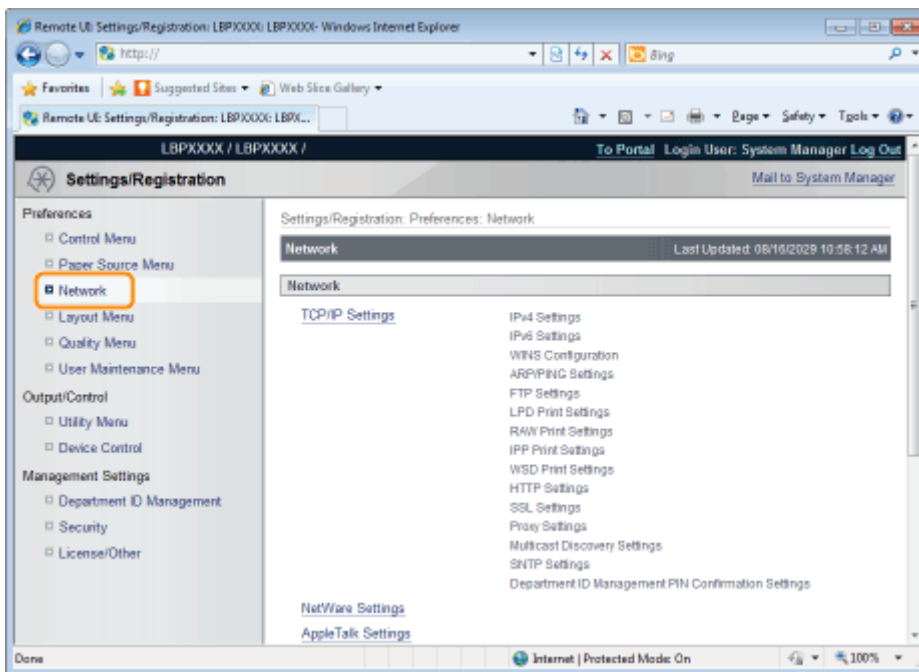 Remote UI: Settings/Registration: LBPXXXX: LBPXXXX- Windows Internet Explorer
http://
Bing
Favorites Suggested Sites Web Slice Gallery
Remote UI: Settings/Registration: LBPXXXX: LBPX...
Page Safety Tools
LBPXXXX / LBPXXXX /
To Portal Login User: System Manager Log Out
Settings/Registration
Mail to System Manager
Preferences
Control Menu
Paper Source Menu
Network
Layout Menu
Quality Menu
User Maintenance Menu
Output/Control
Utility Menu
Device Control
Management Settings
Department ID Management
Security
License/Other
Settings/Registration: Preferences: Network
Network
Last Updated: 08/16/2029 10:58:12 AM
Network
TCP/IP Settings
IPv4 Settings
IPv6 Settings
WINS Configuration
ARP/PING Settings
FTP Settings
LPD Print Settings
RAW Print Settings
IPP Print Settings
WSD Print Settings
HTTP Settings
SSL Settings
Proxy Settings
Multicast Discovery Settings
SNTP Settings
Department ID Management PIN Confirmation Settings
NetWare Settings
AppleTalk Settings
Done
Internet | Protected Mode: On
100%